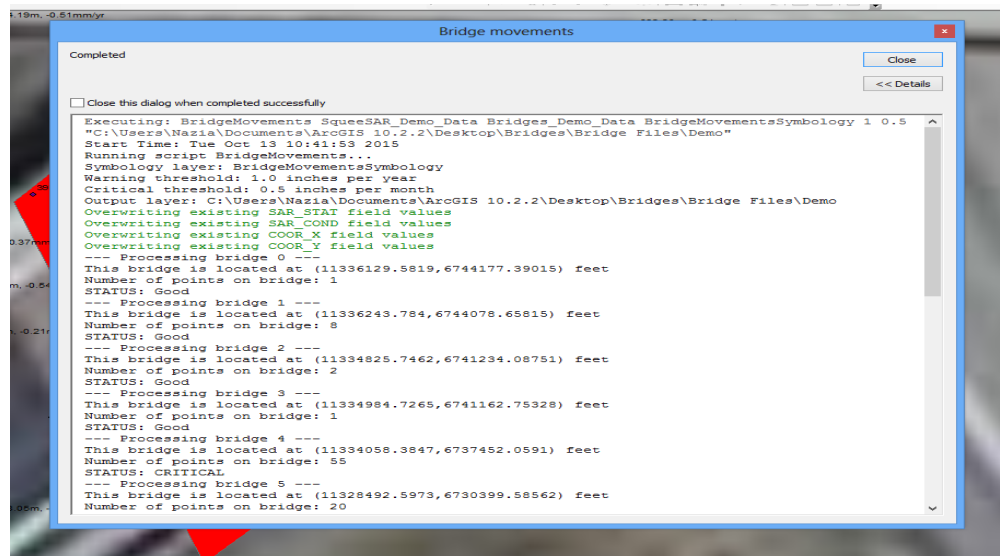 .19m, -0.51mm/yr
Bridge movements
Completed
Close
<< Details
Close this dialog when completed successfully
Executing: BridgeMovements SqueeSAR_Demo_Data Bridges_Demo_Data BridgeMovementsSymbology 1 0.5
"C:\Users\Nazia\Documents\ArcGIS 10.2.2\Desktop\Bridges\Bridge Files\Demo"
Start Time: Tue Oct 13 10:41:53 2015
Running script BridgeMovements...
Symbology layer: BridgeMovementsSymbology
Warning threshold: 1.0 inches per year
Critical threshold: 0.5 inches per month
Output layer: C:\Users\Nazia\Documents\ArcGIS 10.2.2\Desktop\Bridges\Bridge Files\Demo
Overwriting existing SAR_STAT field values
Overwriting existing SAR_COND field values
Overwriting existing COOR_X field values
Overwriting existing COOR_Y field values
--- Processing bridge 0 ---
This bridge is located at (11336129.5819,6744177.39015) feet
Number of points on bridge: 1
STATUS: Good
--- Processing bridge 1 ---
This bridge is located at (11336243.784,6744078.65815) feet
Number of points on bridge: 8
STATUS: Good
--- Processing bridge 2 ---
This bridge is located at (11334825.7462,6741234.08751) feet
Number of points on bridge: 2
STATUS: Good
--- Processing bridge 3 ---
This bridge is located at (11334984.7265,6741162.75328) feet
Number of points on bridge: 1
STATUS: Good
--- Processing bridge 4 ---
This bridge is located at (11334058.3847,6737452.0591) feet
Number of points on bridge: 55
STATUS: CRITICAL
--- Processing bridge 5 ---
This bridge is located at (11328492.5973,6730399.58562) feet
Number of points on bridge: 20